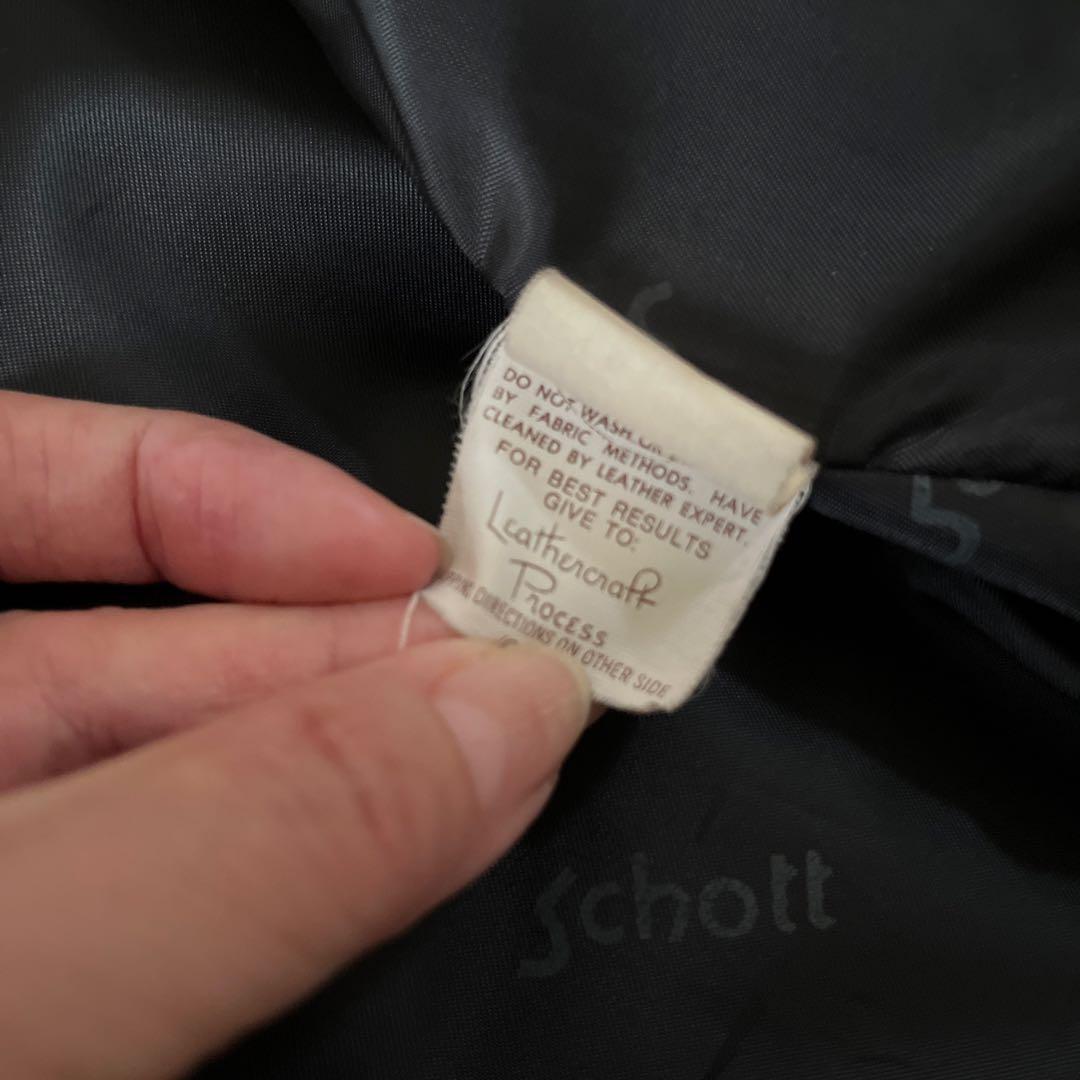 DO NOT WASH OR
BY FABRIC METHODS. HAVE
CLEANED BY LEATHER EXPERT.
FOR BEST RESULTS
GIVE TO:
Leathercraft
Process
DIRECTIONS ON OTHER SIDE
Schott